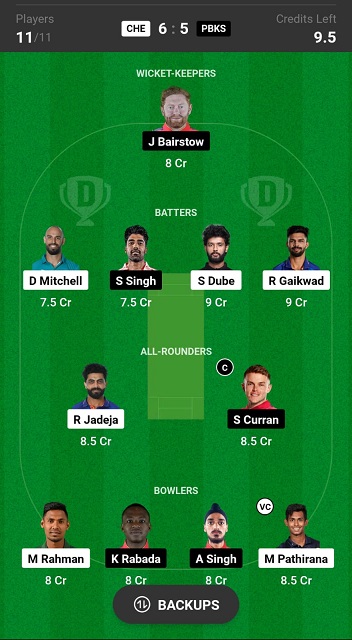 Players
Credits Left
11/11
CHE 6 : 5 PBKS
9.5
WICKET-KEEPERS
J Bairstow
8 Cr
BATTERS
D Mitchell S Singh S Dube R Gaikwad
7.5 Cr 7.5 Cr 9 Cr 9 Cr
ALL-ROUNDERS
C
R Jadeja S Curran
8.5 Cr 8.5 Cr
BOWLERS
VC
M Rahman K Rabada A Singh M Pathirana
8 Cr 8 Cr 8 Cr 8.5 Cr
BACKUPS